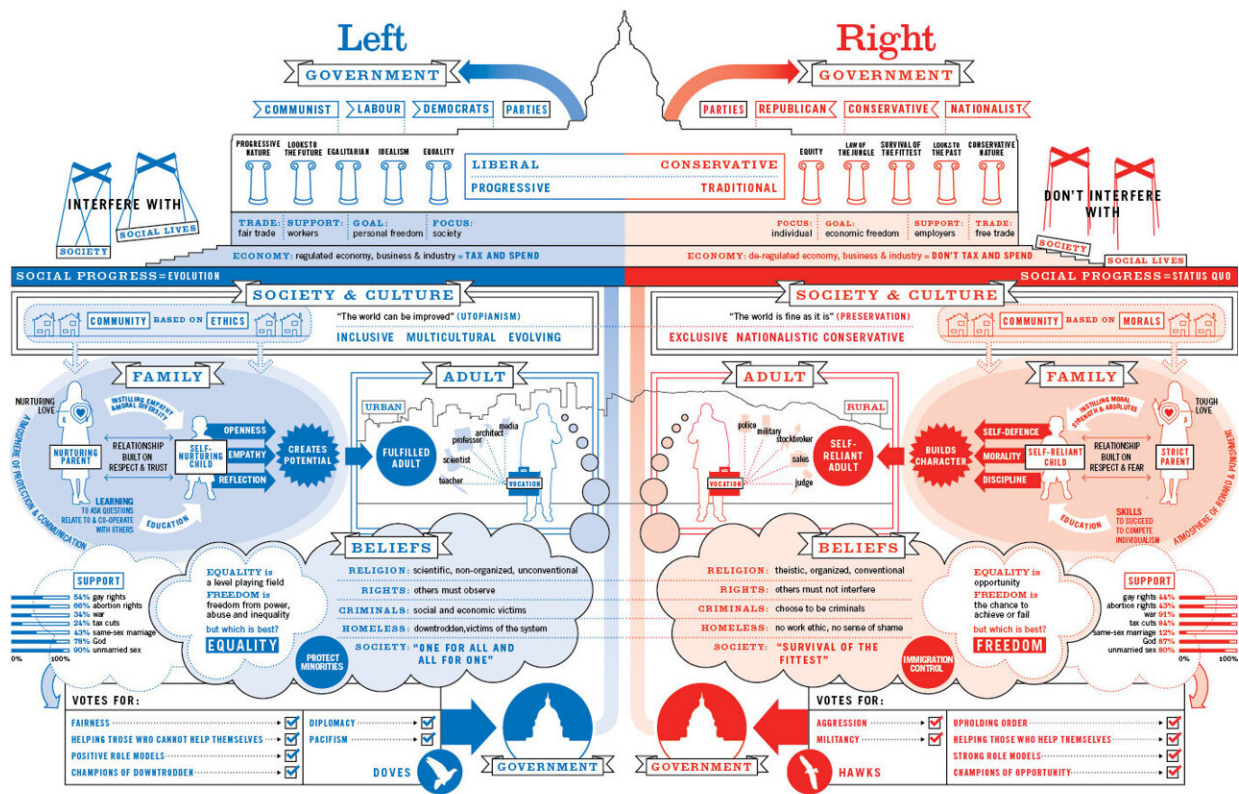 Left
Right
GOVERNMENT
GOVERNMENT
COMMUNIST
LABOUR
DEMOCRATS
PARTIES
PARTIES
REPUBLICAN
CONSERVATIVE
NATIONALIST
PROGRESSIVE
NATURE
LOOKS TO
THE FUTURE
EGALITARIAN
IDEALISM
EQUALITY
LIBERAL
CONSERVATIVE
PROGRESSIVE
TRADITIONAL
EQUITY
LAW OF
THE JUNGLE
SURVIVAL OF
THE FITTEST
LOOKS TO
THE PAST
CONSERVATIVE
NATURE
INTERFERE WITH
SOCIETY
SOCIAL LIVES
DON'T INTERFERE
WITH
SOCIETY
SOCIAL LIVES
TRADE:
fair trade
SUPPORT:
workers
GOAL:
personal freedom
FOCUS:
society
FOCUS:
individual
GOAL:
economic freedom
SUPPORT:
employers
TRADE:
free trade
ECONOMY: regulated economy, business & industry = TAX AND SPEND
ECONOMY: de-regulated economy, business & industry = DON'T TAX AND SPEND
SOCIAL PROGRESS=EVOLUTION
SOCIAL PROGRESS=STATUS QUO
SOCIETY & CULTURE
SOCIETY & CULTURE
COMMUNITY BASED ON ETHICS
"The world can be improved" (UTOPIANISM)
INCLUSIVE MULTICULTURAL EVOLVING
"The world is fine as it is" (PRESERVATION)
EXCLUSIVE NATIONALISTIC CONSERVATIVE
COMMUNITY BASED ON MORALS
FAMILY
ADULT
ADULT
FAMILY
NURTURING
LOVE
INSTILLING EMPATHY
& MORAL DIVERSITY
NURTURING
PARENT
RELATIONSHIP
BUILT ON
RESPECT & TRUST
SELF-
NURTURING
CHILD
OPENNESS
EMPATHY
REFLECTION
CREATES
POTENTIAL
LEARNING
TO ASK QUESTIONS
RELATE TO & CO-OPERATE
WITH OTHERS
EDUCATION
ATMOSPHERE OF PROTECTION & COMMUNICATION
URBAN
FULFILLED
ADULT
media
architect
professor
scientist
teacher
VOCATION
RURAL
police
military
stockbroker
sales
judge
VOCATION
SELF-
RELIANT
ADULT
BUILDS
CHARACTER
SELF-DEFENCE
MORALITY
DISCIPLINE
INSTILLING MORAL
STRENGTH & ABSOLUTES
SELF-RELIANT
CHILD
RELATIONSHIP
BUILT ON
RESPECT & FEAR
TOUGH
LOVE
STRICT
PARENT
EDUCATION
SKILLS
TO SUCCEED
TO COMPETE
INDIVIDUALISM
ATMOSPHERE OF REWARD & PUNISHMENT
BELIEFS
BELIEFS
RELIGION: scientific, non-organized, unconventional
RIGHTS: others must observe
CRIMINALS: social and economic victims
HOMELESS: downtrodden,victims of the system
SOCIETY: "ONE FOR ALL AND
ALL FOR ONE"
RELIGION: theistic, organized, conventional
RIGHTS: others must not interfere
CRIMINALS: choose to be criminals
HOMELESS: no work ethic, no sense of shame
SOCIETY: "SURVIVAL OF THE
FITTEST"
SUPPORT
54% gay rights
66% abortion rights
34% war
24% tax cuts
43% same-sex marriage
78% God
90% unmarried sex
0% 100%
EQUALITY is
a level playing field
FREEDOM is
freedom from power,
abuse and inequality
but which is best?
EQUALITY
PROTECT
MINORITIES
IMMIGRATION
CONTROL
EQUALITY is
opportunity
FREEDOM is
the chance to
achieve or fail
but which is best?
FREEDOM
SUPPORT
gay rights 44%
abortion rights 43%
war 91%
tax cuts 84%
same-sex marriage 12%
God 87%
unmarried sex 80%
0% 100%
VOTES FOR:
FAIRNESS
HELPING THOSE WHO CANNOT HELP THEMSELVES
POSITIVE ROLE MODELS
CHAMPIONS OF DOWNTRODDEN
DIPLOMACY
PACIFISM
DOVES
GOVERNMENT
GOVERNMENT
HAWKS
VOTES FOR:
AGGRESSION
MILITANCY
UPHOLDING ORDER
HELPING THOSE WHO HELP THEMSELVES
STRONG ROLE MODELS
CHAMPIONS OF OPPORTUNITY